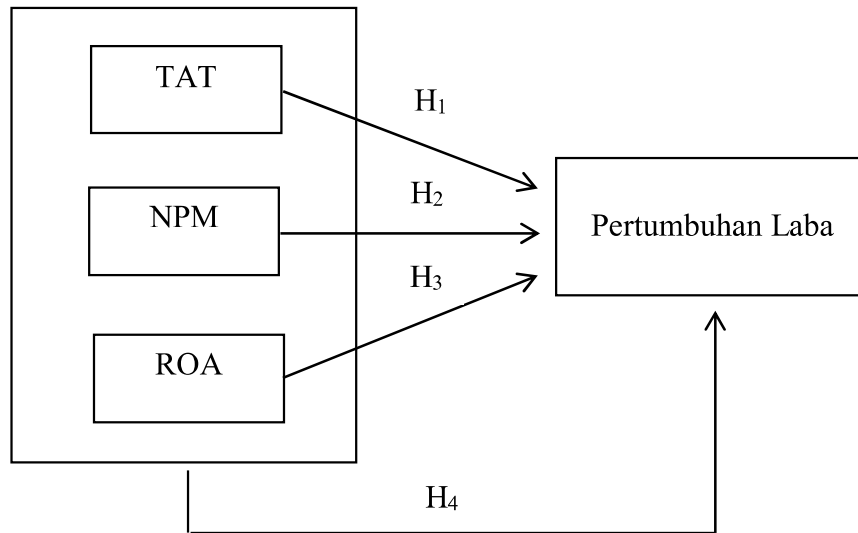 TAT
H₁
NPM
H₂
Pertumbuhan Laba
H₃
ROA
H₄